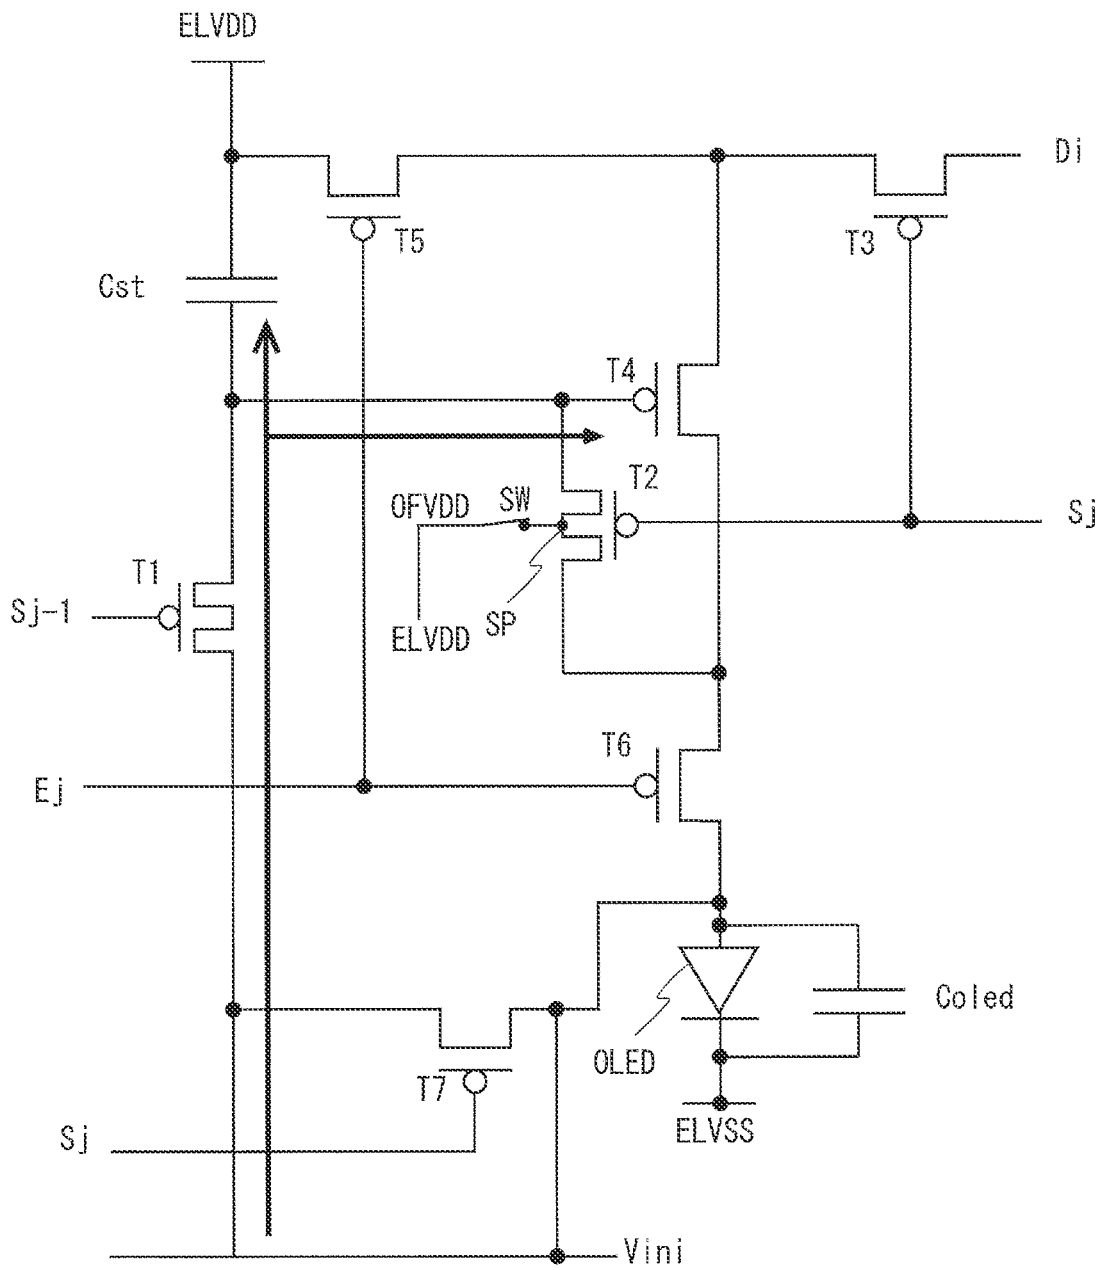 ELVDD
Di
T5
T3
Cst
T4
T2
OFVDD
SW
Sj
T1
Sj-1
SP
ELVDD
T6
Ej
Coled
OLED
T7
ELVSS
Sj
Vini